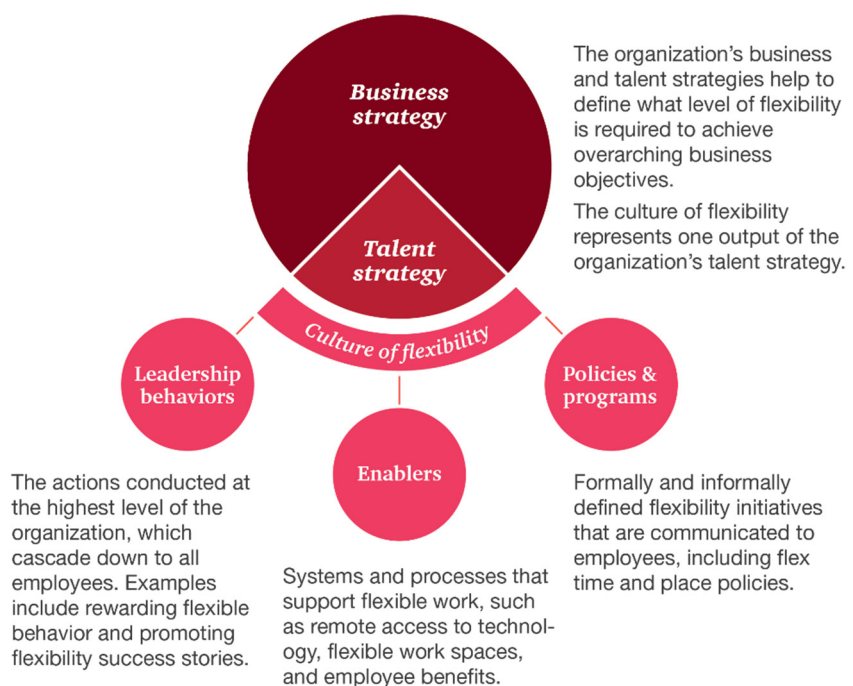 Business
strategy
Talent
strategy
Culture of flexibility
The organization's business
and talent strategies help to
define what level of flexibility
is required to achieve
overarching business
objectives.
The culture of flexibility
represents one output of the
organization's talent strategy.
Leadership
behaviors
The actions conducted at
the highest level of the
organization, which
cascade down to all
employees. Examples
include rewarding flexible
behavior and promoting
flexibility success stories.
Enablers
Systems and processes that
support flexible work, such
as remote access to technol-
ogy, flexible work spaces,
and employee benefits.
Policies &
programs
Formally and informally
defined flexibility initiatives
that are communicated to
employees, including flex
time and place policies.